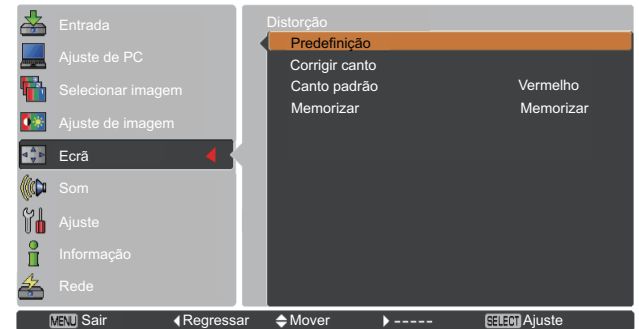 Entrada
Ajuste de PC
Selecionar imagem
Ajuste de imagem
Ecrã
Som
Ajuste
Informação
Rede
Distorção
Predefinição
Corrigir canto
Canto padrão Vermelho
Memorizar Memorizar
MENU Sair Regressar Mover ----- SELECT Ajuste